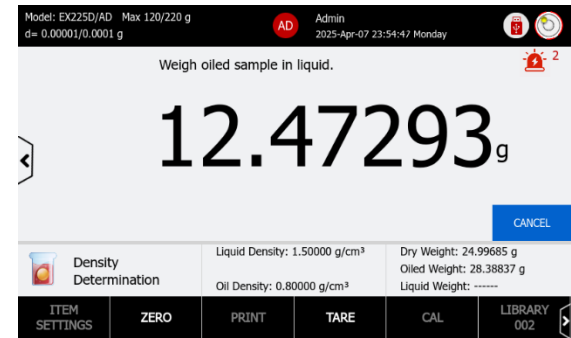 Model: EX225D/AD Max 120/220 g
d= 0.00001/0.0001 g
AD
Admin
2025-Apr-07 23:54:47 Monday
Weigh oiled sample in liquid.
2
12.47293 g
CANCEL
Density Determination
Liquid Density: 1.50000 g/cm³
Oil Density: 0.80000 g/cm³
Dry Weight: 24.99685 g
Oiled Weight: 28.38837 g
Liquid Weight: ------
ITEM SETTINGS
ZERO
PRINT
TARE
CAL
LIBRARY 002